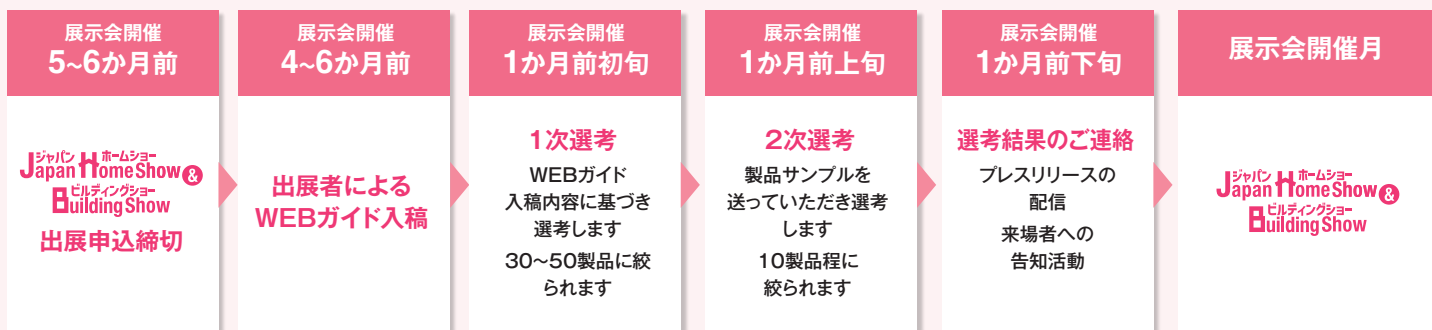 展示会開催
5~6か月前
ジャパン ホームショー
Japan Home Show &
ビルディングショー
Building Show
出展申込締切
展示会開催
4~6か月前
出展者による
WEBガイド入稿
展示会開催
1か月前初旬
1次選考
WEBガイド
入稿内容に基づき
選考します
30〜50製品に絞
られます
展示会開催
1か月前上旬
2次選考
製品サンプルを
送っていただき選考
します
10製品程に
絞られます
展示会開催
1か月前下旬
選考結果のご連絡
プレスリリースの
配信
来場者への
告知活動
展示会開催月
ジャパン ホームショー
Japan Home Show &
ビルディングショー
Building Show